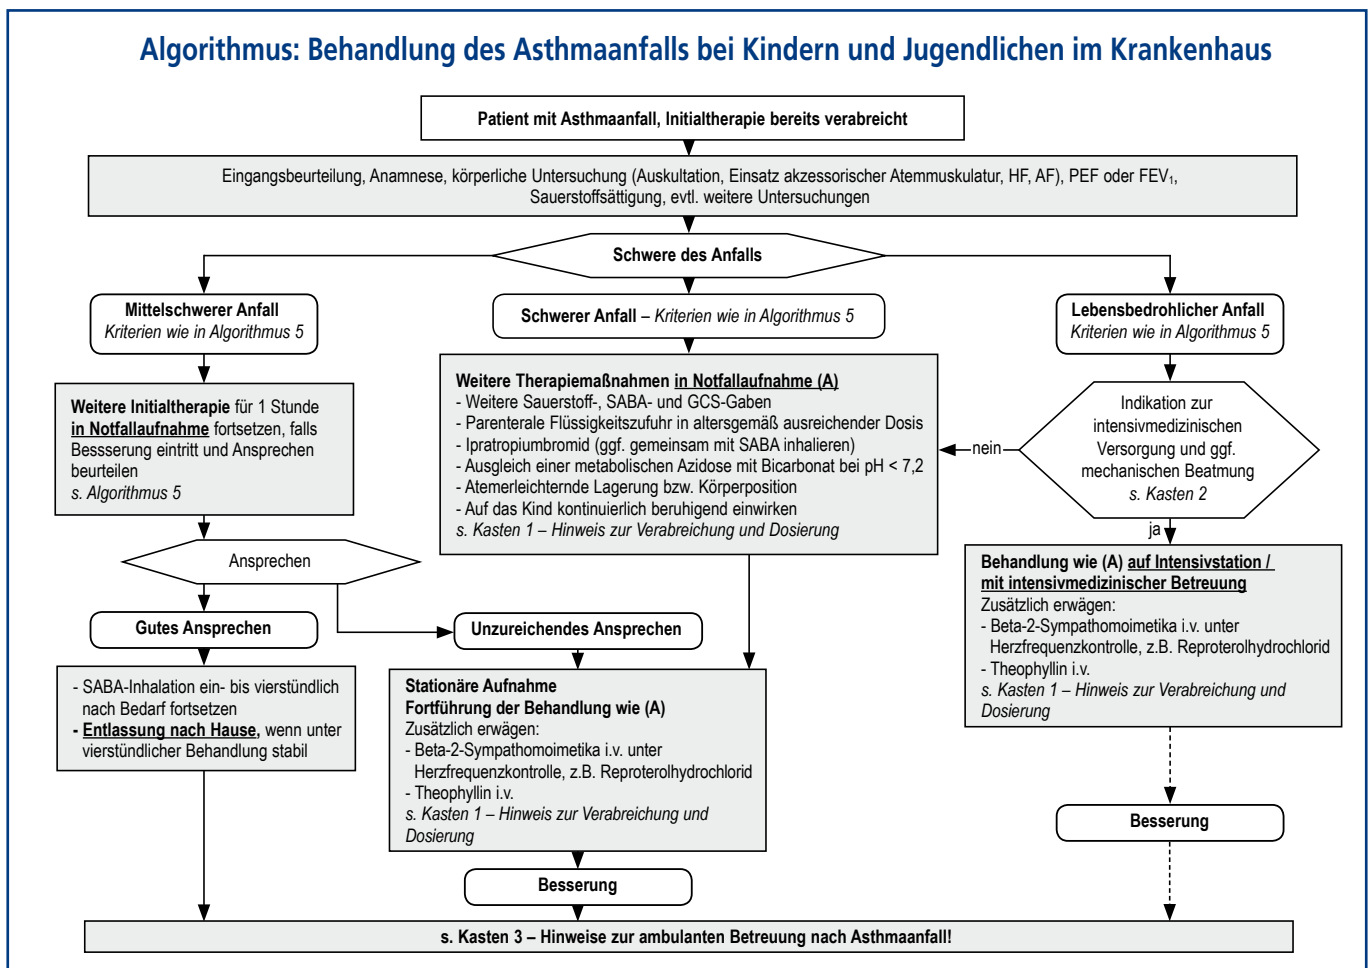 Algorithmus: Behandlung des Asthmaanfalls bei Kindern und Jugendlichen im Krankenhaus
Patient mit Asthmaanfall, Initialtherapie bereits verabreicht
Eingangsbeurteilung, Anamnese, körperliche Untersuchung (Auskultation, Einsatz akzessorischer Atemmuskulatur, HF, AF), PEF oder FEV₁,
Sauerstoffsättigung, evtl. weitere Untersuchungen
Schwere des Anfalls
Mittelschwerer Anfall
Kriterien wie in Algorithmus 5
Schwerer Anfall – Kriterien wie in Algorithmus 5
Lebensbedrohlicher Anfall
Kriterien wie in Algorithmus 5
Weitere Initialtherapie für 1 Stunde
in Notfallaufnahme fortsetzen, falls
Bessserung eintritt und Ansprechen
beurteilen
s. Algorithmus 5
Weitere Therapiemaßnahmen in Notfallaufnahme (A)
- Weitere Sauerstoff-, SABA- und GCS-Gaben
- Parenterale Flüssigkeitszufuhr in altersgemäß ausreichender Dosis
- Ipratropiumbromid (ggf. gemeinsam mit SABA inhalieren)
- Ausgleich einer metabolischen Azidose mit Bicarbonat bei pH < 7,2
- Atemerleichternde Lagerung bzw. Körperposition
- Auf das Kind kontinuierlich beruhigend einwirken
s. Kasten 1 – Hinweis zur Verabreichung und Dosierung
nein
Indikation zur
intensivmedizinischen
Versorgung und ggf.
mechanischen Beatmung
s. Kasten 2
ja
Ansprechen
Gutes Ansprechen
Unzureichendes Ansprechen
Behandlung wie (A) auf Intensivstation /
mit intensivmedizinischer Betreuung
Zusätzlich erwägen:
- Beta-2-Sympathomoimetika i.v. unter
Herzfrequenzkontrolle, z.B. Reproterolhydrochlorid
- Theophyllin i.v.
s. Kasten 1 – Hinweis zur Verabreichung und
Dosierung
- SABA-Inhalation ein- bis vierstündlich
nach Bedarf fortsetzen
- Entlassung nach Hause, wenn unter
vierstündlicher Behandlung stabil
Stationäre Aufnahme
Fortführung der Behandlung wie (A)
Zusätzlich erwägen:
- Beta-2-Sympathomoimetika i.v. unter
Herzfrequenzkontrolle, z.B. Reproterolhydrochlorid
- Theophyllin i.v.
s. Kasten 1 – Hinweis zur Verabreichung und
Dosierung
Besserung
Besserung
s. Kasten 3 – Hinweise zur ambulanten Betreuung nach Asthmaanfall!